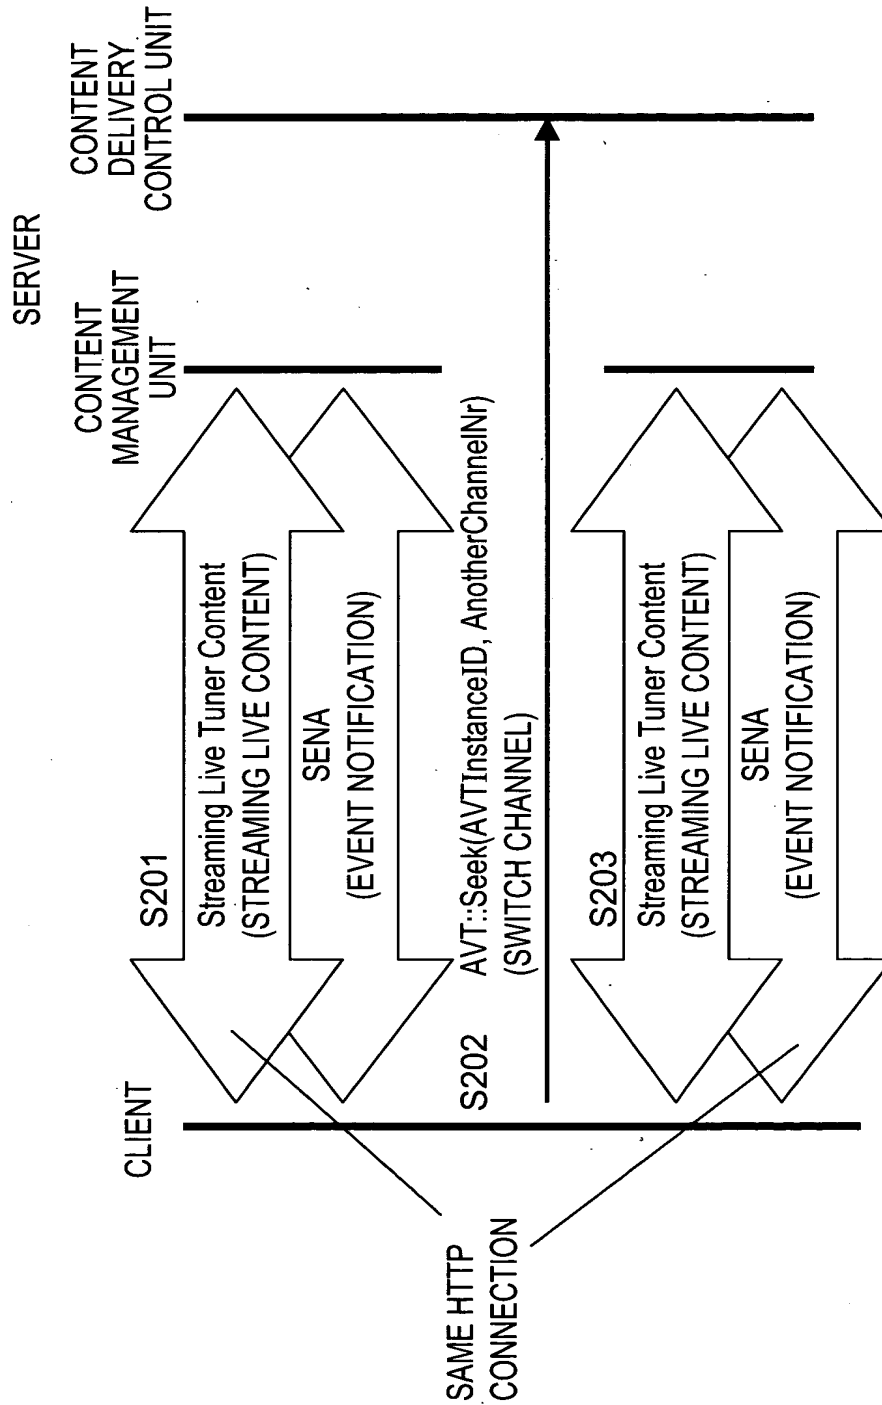 SERVER
CLIENT
CONTENT
MANAGEMENT
UNIT
CONTENT
DELIVERY
CONTROL UNIT
S201
Streaming Live Tuner Content
(STREAMING LIVE CONTENT)
SENA
(EVENT NOTIFICATION)
S202
AVT::Seek(AVTInstanceID, AnotherChannelNr)
(SWITCH CHANNEL)
SAME HTTP
CONNECTION
S203
Streaming Live Tuner Content
(STREAMING LIVE CONTENT)
SENA
(EVENT NOTIFICATION)